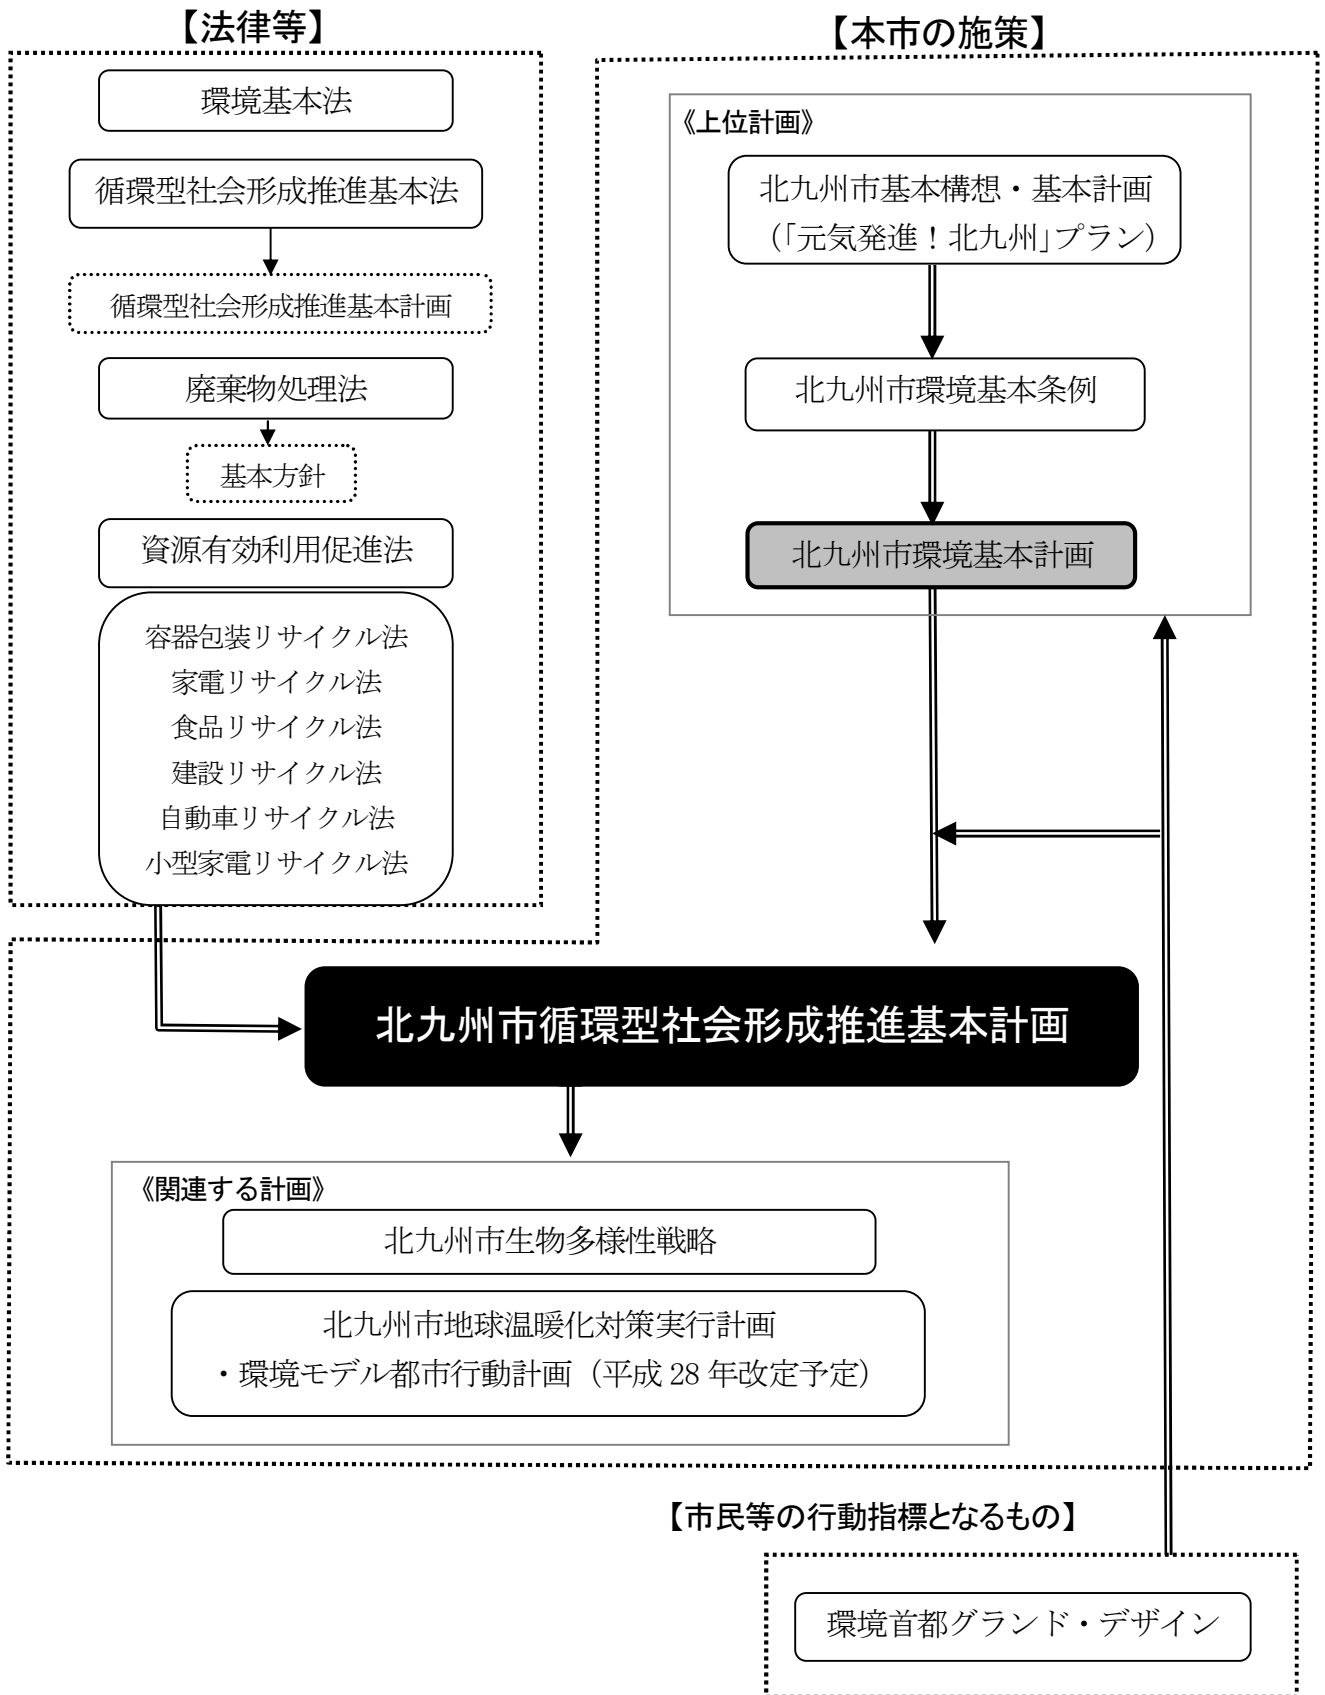 【法律等】
環境基本法
循環型社会形成推進基本法
循環型社会形成推進基本計画
廃棄物処理法
基本方針
資源有効利用促進法
容器包装リサイクル法
家電リサイクル法
食品リサイクル法
建設リサイクル法
自動車リサイクル法
小型家電リサイクル法
【本市の施策】
《上位計画》
北九州市基本構想・基本計画
（「元気発進！北九州」プラン）
北九州市環境基本条例
北九州市環境基本計画
北九州市循環型社会形成推進基本計画
《関連する計画》
北九州市生物多様性戦略
北九州市地球温暖化対策実行計画
・環境モデル都市行動計画（平成 28 年改定予定）
【市民等の行動指標となるもの】
環境首都グランド・デザイン